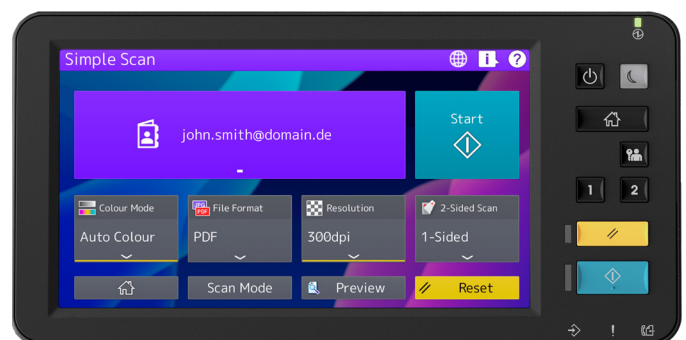 Simple Scan
john.smith@domain.de
Start
Colour Mode
Auto Colour
File Format
JPG
PDF
PDF
Resolution
300dpi
2-Sided Scan
1-Sided
Scan Mode
Preview
Reset
1 2